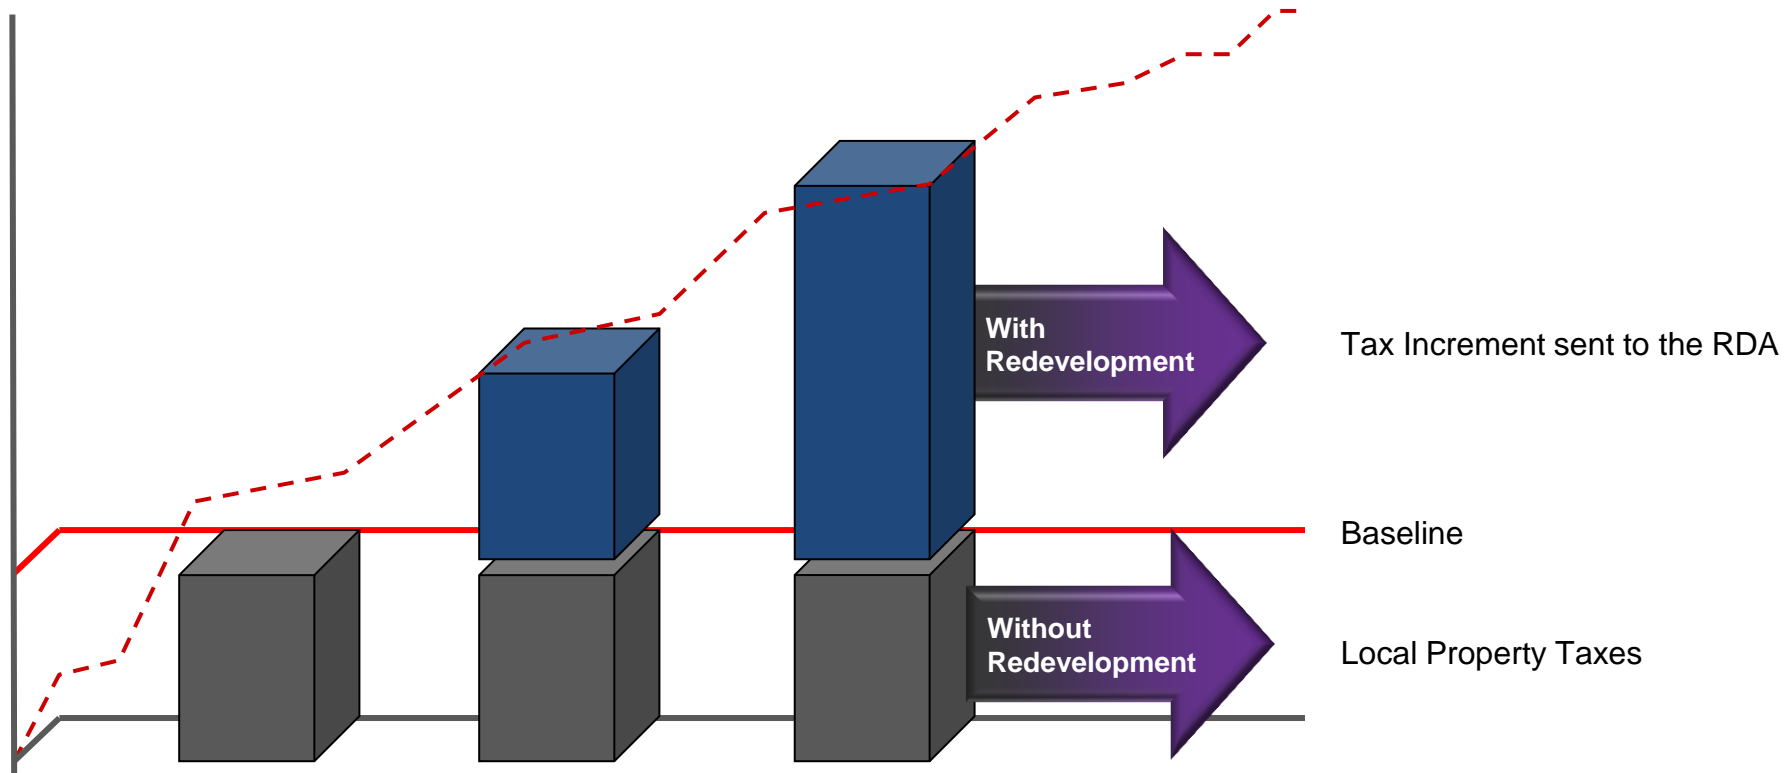 With
Redevelopment
Tax Increment sent to the RDA
Baseline
Without
Redevelopment
Local Property Taxes